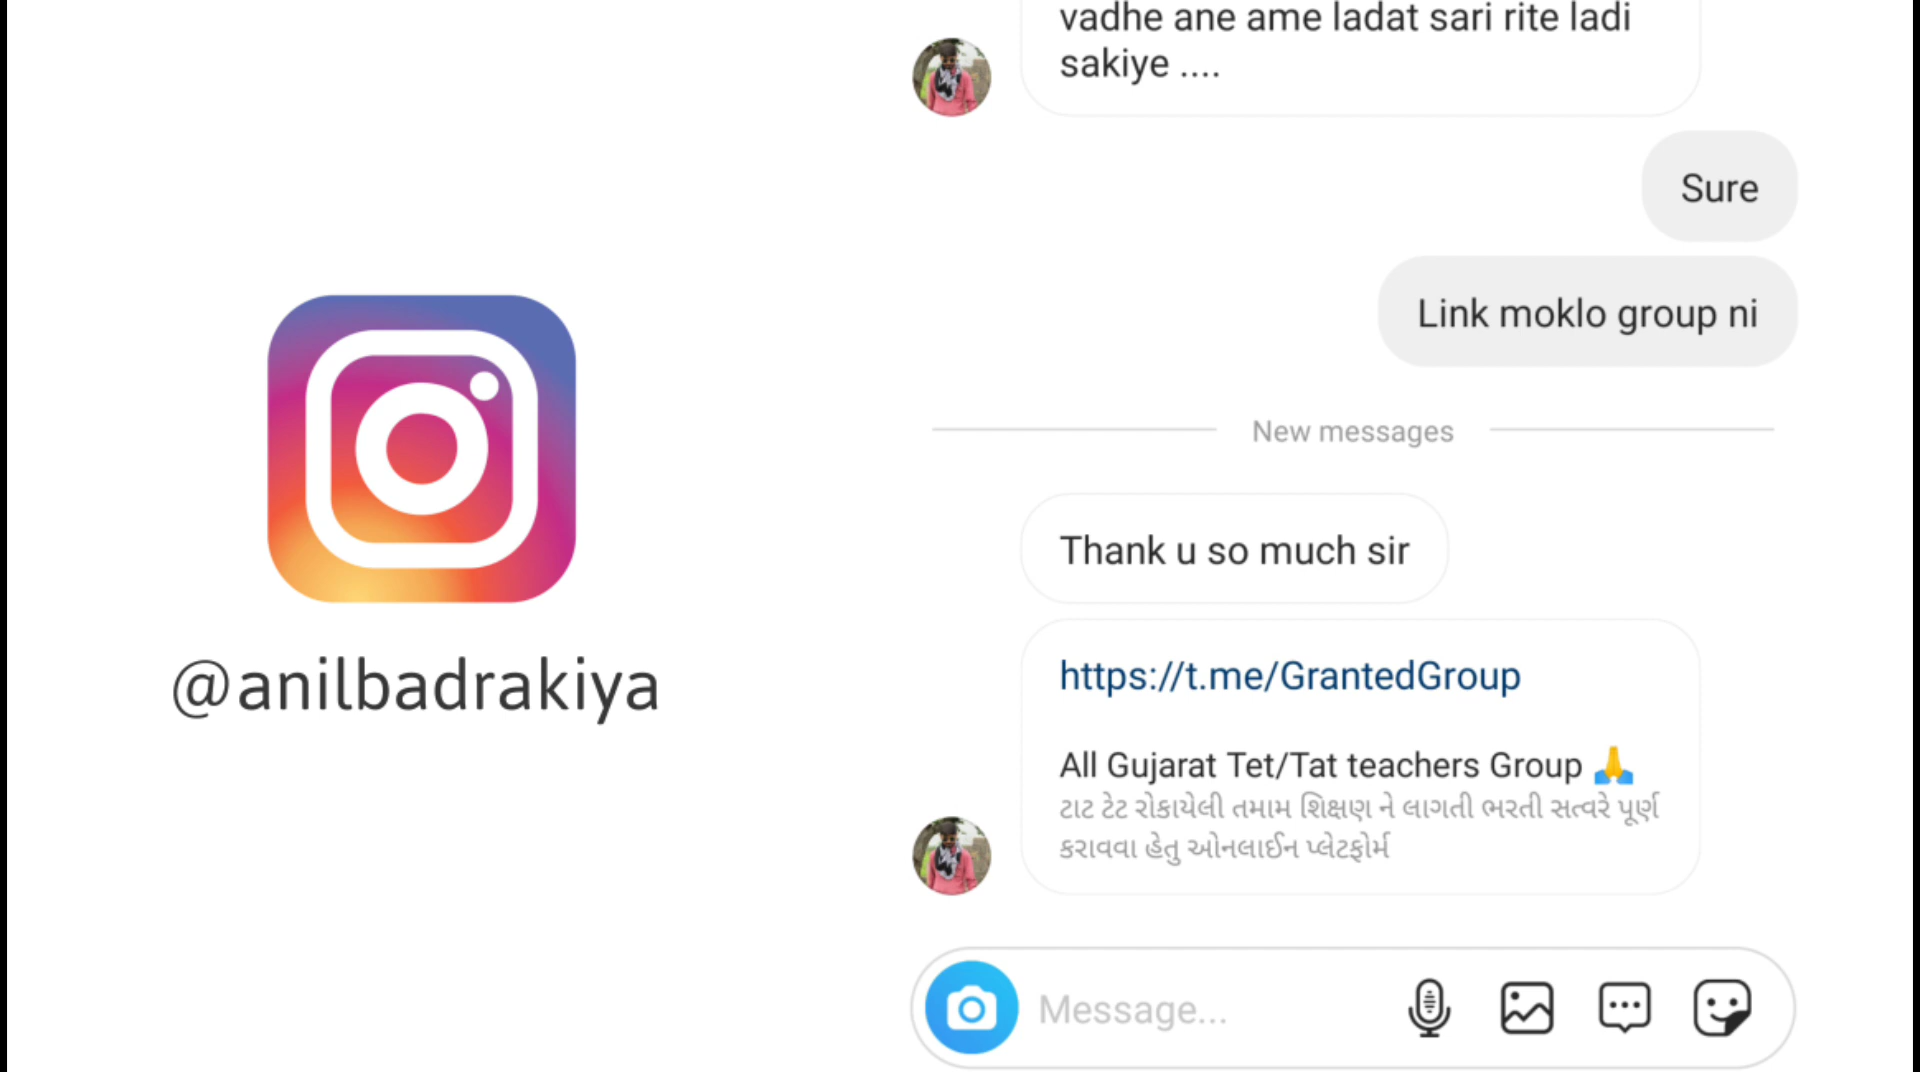 vadhe ane ame ladat sari rite ladi
sakiye ....
Sure
Link moklo group ni
New messages
Thank u so much sir
https://t.me/GrantedGroup
All Gujarat Tet/Tat teachers Group 🙏
ટાટ ટેટ રોકાયેલી તમામ શિક્ષણ ને લાગતી ભરતી સત્વરે પૂર્ણ
કરાવવા હેતુ ઓનલાઈન પ્લેટફોર્મ
Message...
@anilbadrakiya